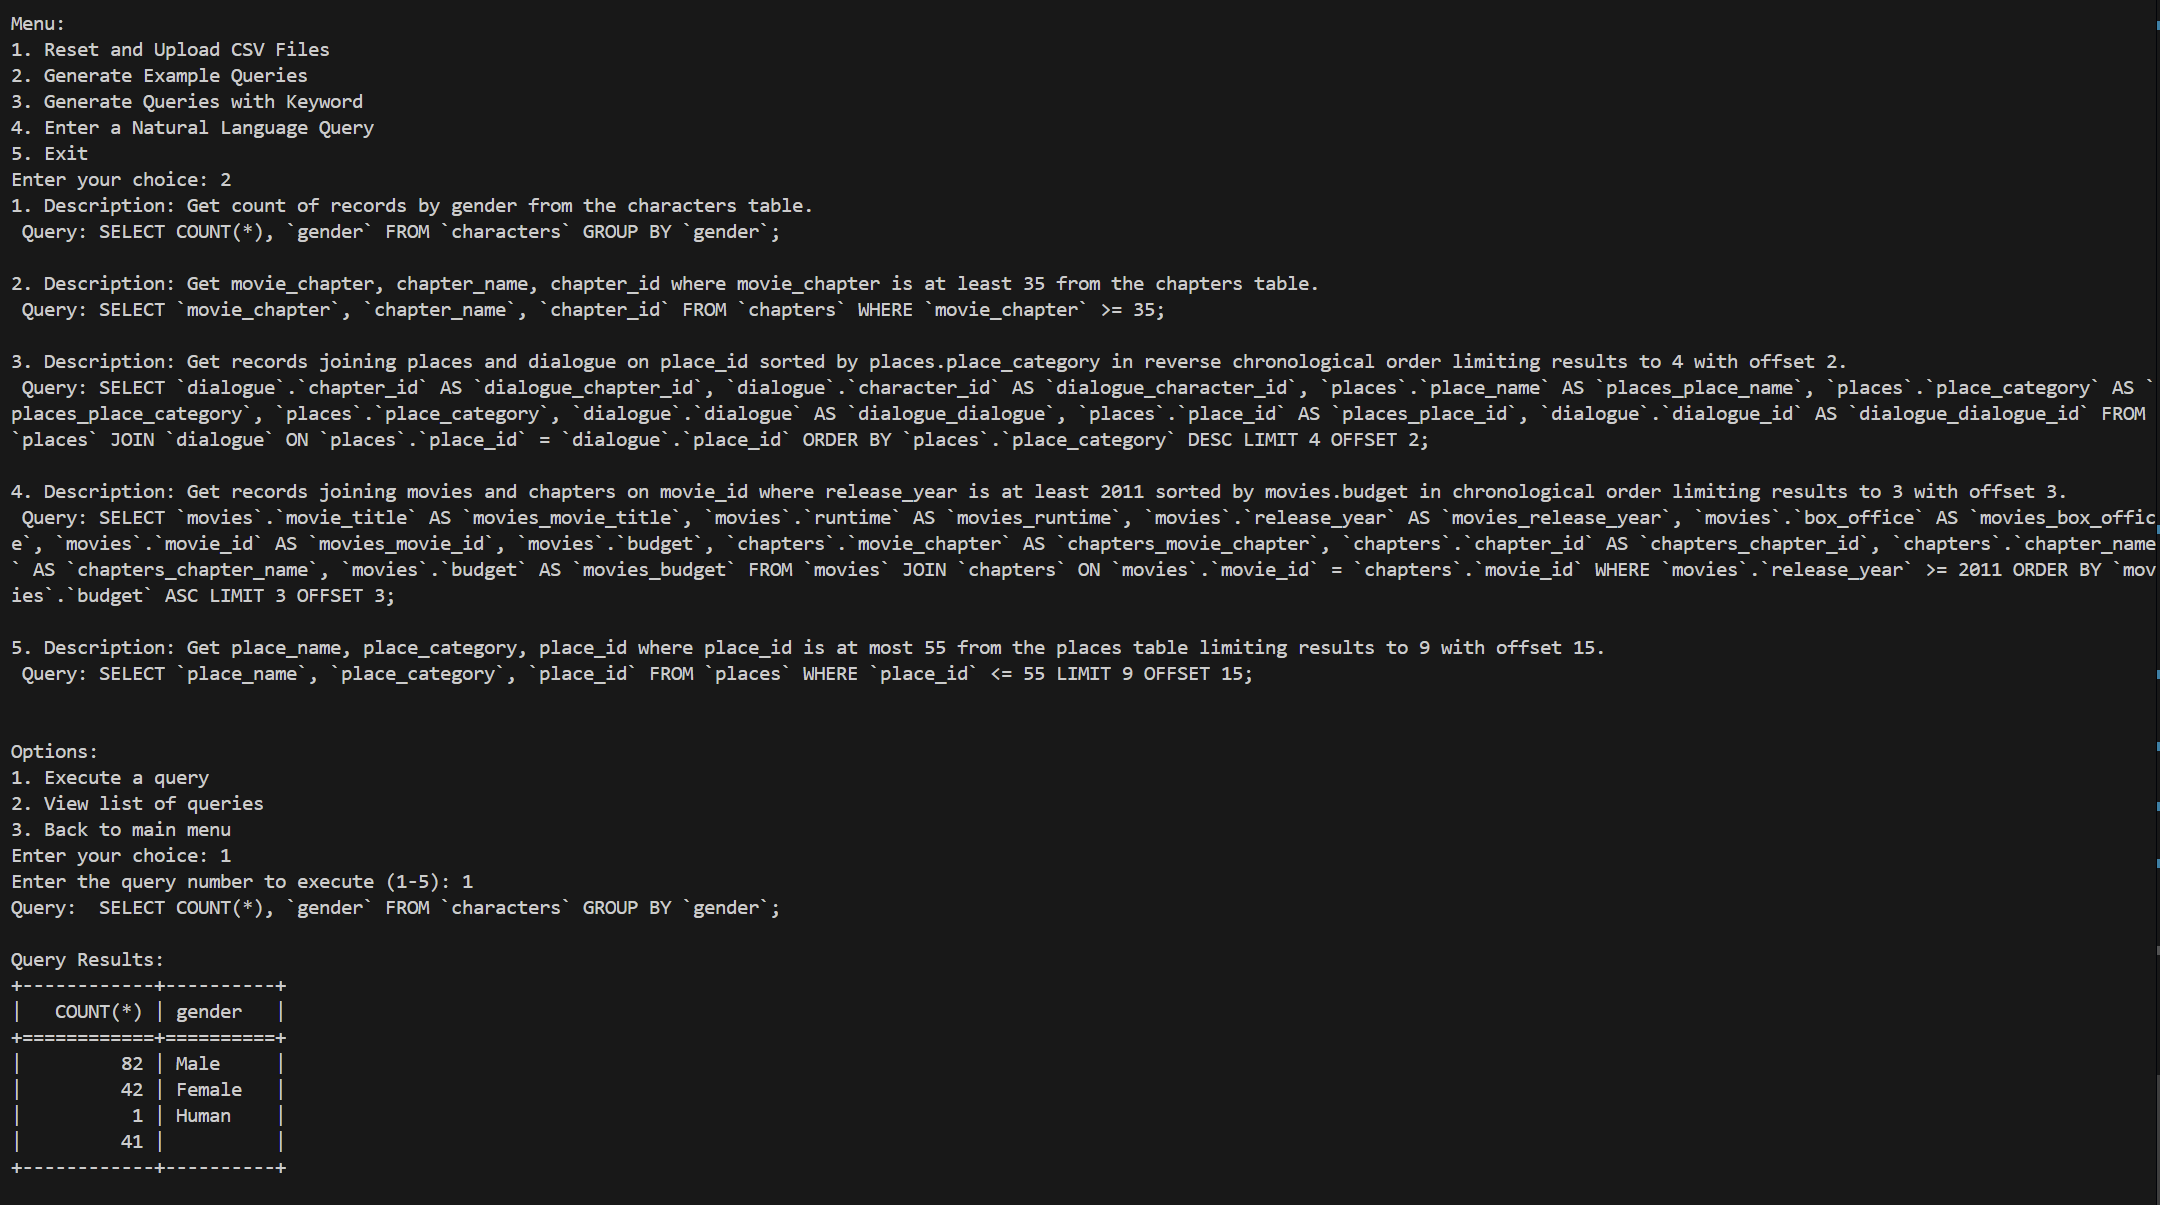 Menu:
1. Reset and Upload CSV Files
2. Generate Example Queries
3. Generate Queries with Keyword
4. Enter a Natural Language Query
5. Exit
Enter your choice: 2
1. Description: Get count of records by gender from the characters table.
 Query: SELECT COUNT(*), `gender` FROM `characters` GROUP BY `gender`;

2. Description: Get movie_chapter, chapter_name, chapter_id where movie_chapter is at least 35 from the chapters table.
 Query: SELECT `movie_chapter`, `chapter_name`, `chapter_id` FROM `chapters` WHERE `movie_chapter` >= 35;

3. Description: Get records joining places and dialogue on place_id sorted by places.place_category in reverse chronological order limiting results to 4 with offset 2.
 Query: SELECT `dialogue`.`chapter_id` AS `dialogue_chapter_id`, `dialogue`.`character_id` AS `dialogue_character_id`, `places`.`place_name` AS `places_place_name`, `places`.`place_category` AS `
places_place_category`, `places`.`place_category`, `dialogue`.`dialogue` AS `dialogue_dialogue`, `places`.`place_id` AS `places_place_id`, `dialogue`.`dialogue_id` AS `dialogue_dialogue_id` FROM
`places` JOIN `dialogue` ON `places`.`place_id` = `dialogue`.`place_id` ORDER BY `places`.`place_category` DESC LIMIT 4 OFFSET 2;

4. Description: Get records joining movies and chapters on movie_id where release_year is at least 2011 sorted by movies.budget in chronological order limiting results to 3 with offset 3.
 Query: SELECT `movies`.`movie_title` AS `movies_movie_title`, `movies`.`runtime` AS `movies_runtime`, `movies`.`release_year` AS `movies_release_year`, `movies`.`box_office` AS `movies_box_offic
e`, `movies`.`movie_id` AS `movies_movie_id`, `movies`.`budget`, `chapters`.`movie_chapter` AS `chapters_movie_chapter`, `chapters`.`chapter_id` AS `chapters_chapter_id`, `chapters`.`chapter_name
` AS `chapters_chapter_name`, `movies`.`budget` AS `movies_budget` FROM `movies` JOIN `chapters` ON `movies`.`movie_id` = `chapters`.`movie_id` WHERE `movies`.`release_year` >= 2011 ORDER BY `mov
ies`.`budget` ASC LIMIT 3 OFFSET 3;

5. Description: Get place_name, place_category, place_id where place_id is at most 55 from the places table limiting results to 9 with offset 15.
 Query: SELECT `place_name`, `place_category`, `place_id` FROM `places` WHERE `place_id` <= 55 LIMIT 9 OFFSET 15;


Options:
1. Execute a query
2. View list of queries
3. Back to main menu
Enter your choice: 1
Enter the query number to execute (1-5): 1
Query:  SELECT COUNT(*), `gender` FROM `characters` GROUP BY `gender`;

Query Results:
+------------+----------+
|   COUNT(*) | gender   |
+============+==========+
|         82 | Male     |
|         42 | Female   |
|          1 | Human    |
|         41 |          |
+------------+----------+